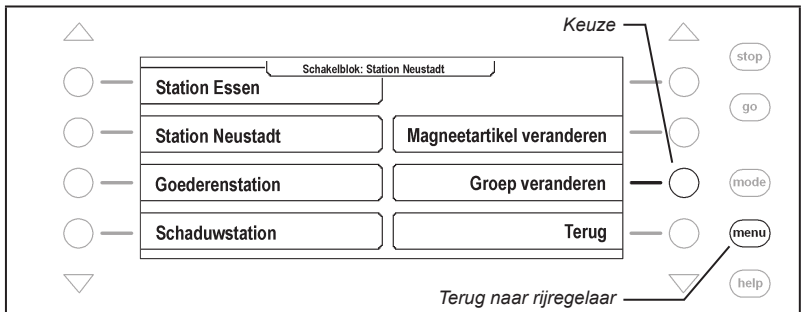 Keuze
Schakelblok: Station Neustadt
stop
Station Essen
go
Station Neustadt
Magneetartikel veranderen
Goederenstation
Groep veranderen
mode
Schaduwstation
Terug
menu
help
Terug naar rijregelaar